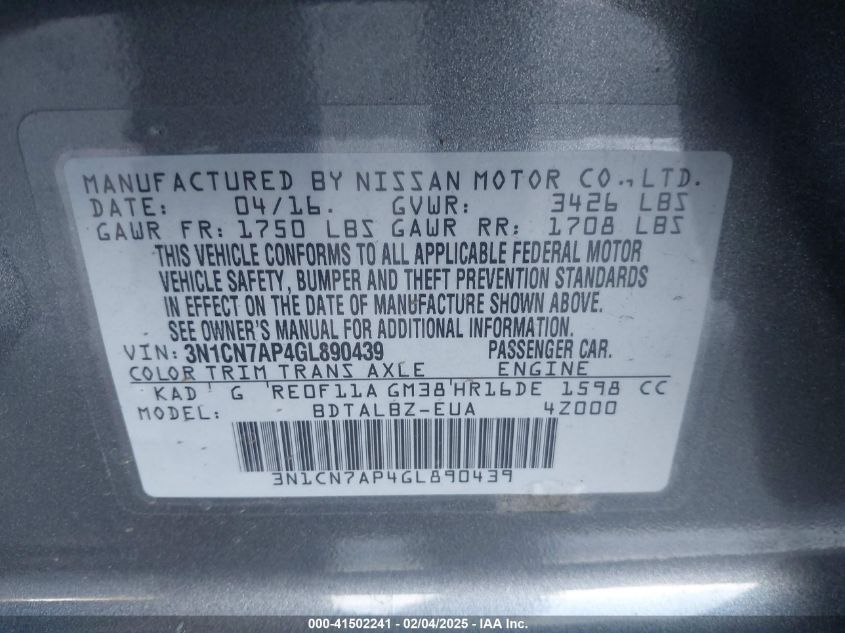 MANUFACTURED BY NISSAN MOTOR CO., LTD.
DATE: 04/16. GVWR: 3426 LBS
GAWR FR: 1750 LBS GAWR RR: 1708 LBS
THIS VEHICLE CONFORMS TO ALL APPLICABLE FEDERAL MOTOR
VEHICLE SAFETY, BUMPER AND THEFT PREVENTION STANDARDS
IN EFFECT ON THE DATE OF MANUFACTURE SHOWN ABOVE.
SEE OWNER'S MANUAL FOR ADDITIONAL INFORMATION.
VIN: 3N1CN7AP4GL890439 PASSENGER CAR.
COLOR TRIM TRANS AXLE ENGINE
KAD G RE0F11A GM38 HR16DE 1598 CC
MODEL: BDTALBZ-EUA 4Z000
3N1CN7AP4GL890439
000-41502241 - 02/04/2025 - IAA Inc.